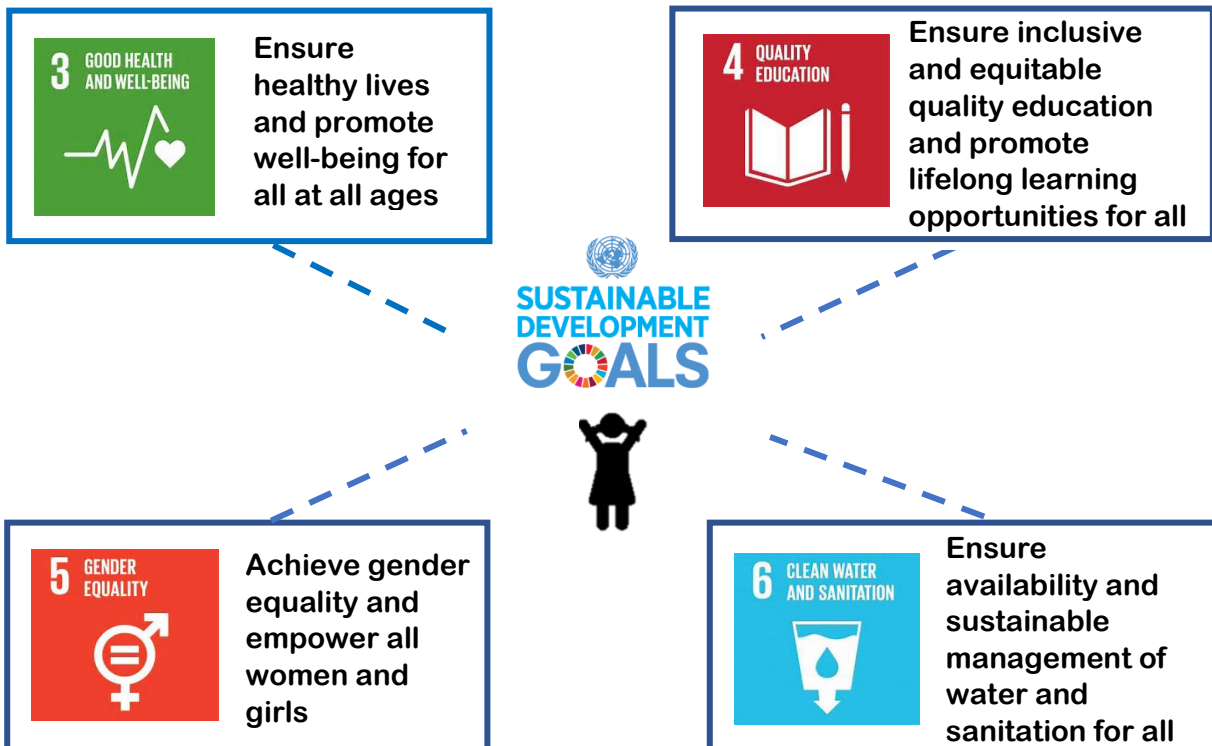 3 GOOD HEALTH
AND WELL-BEING
Ensure
healthy lives
and promote
well-being for
all at all ages
4 QUALITY
EDUCATION
Ensure inclusive
and equitable
quality education
and promote
lifelong learning
opportunities for all
SUSTAINABLE
DEVELOPMENT
GOALS
5 GENDER
EQUALITY
Achieve gender
equality and
empower all
women and
girls
6 CLEAN WATER
AND SANITATION
Ensure
availability and
sustainable
management of
water and
sanitation for all